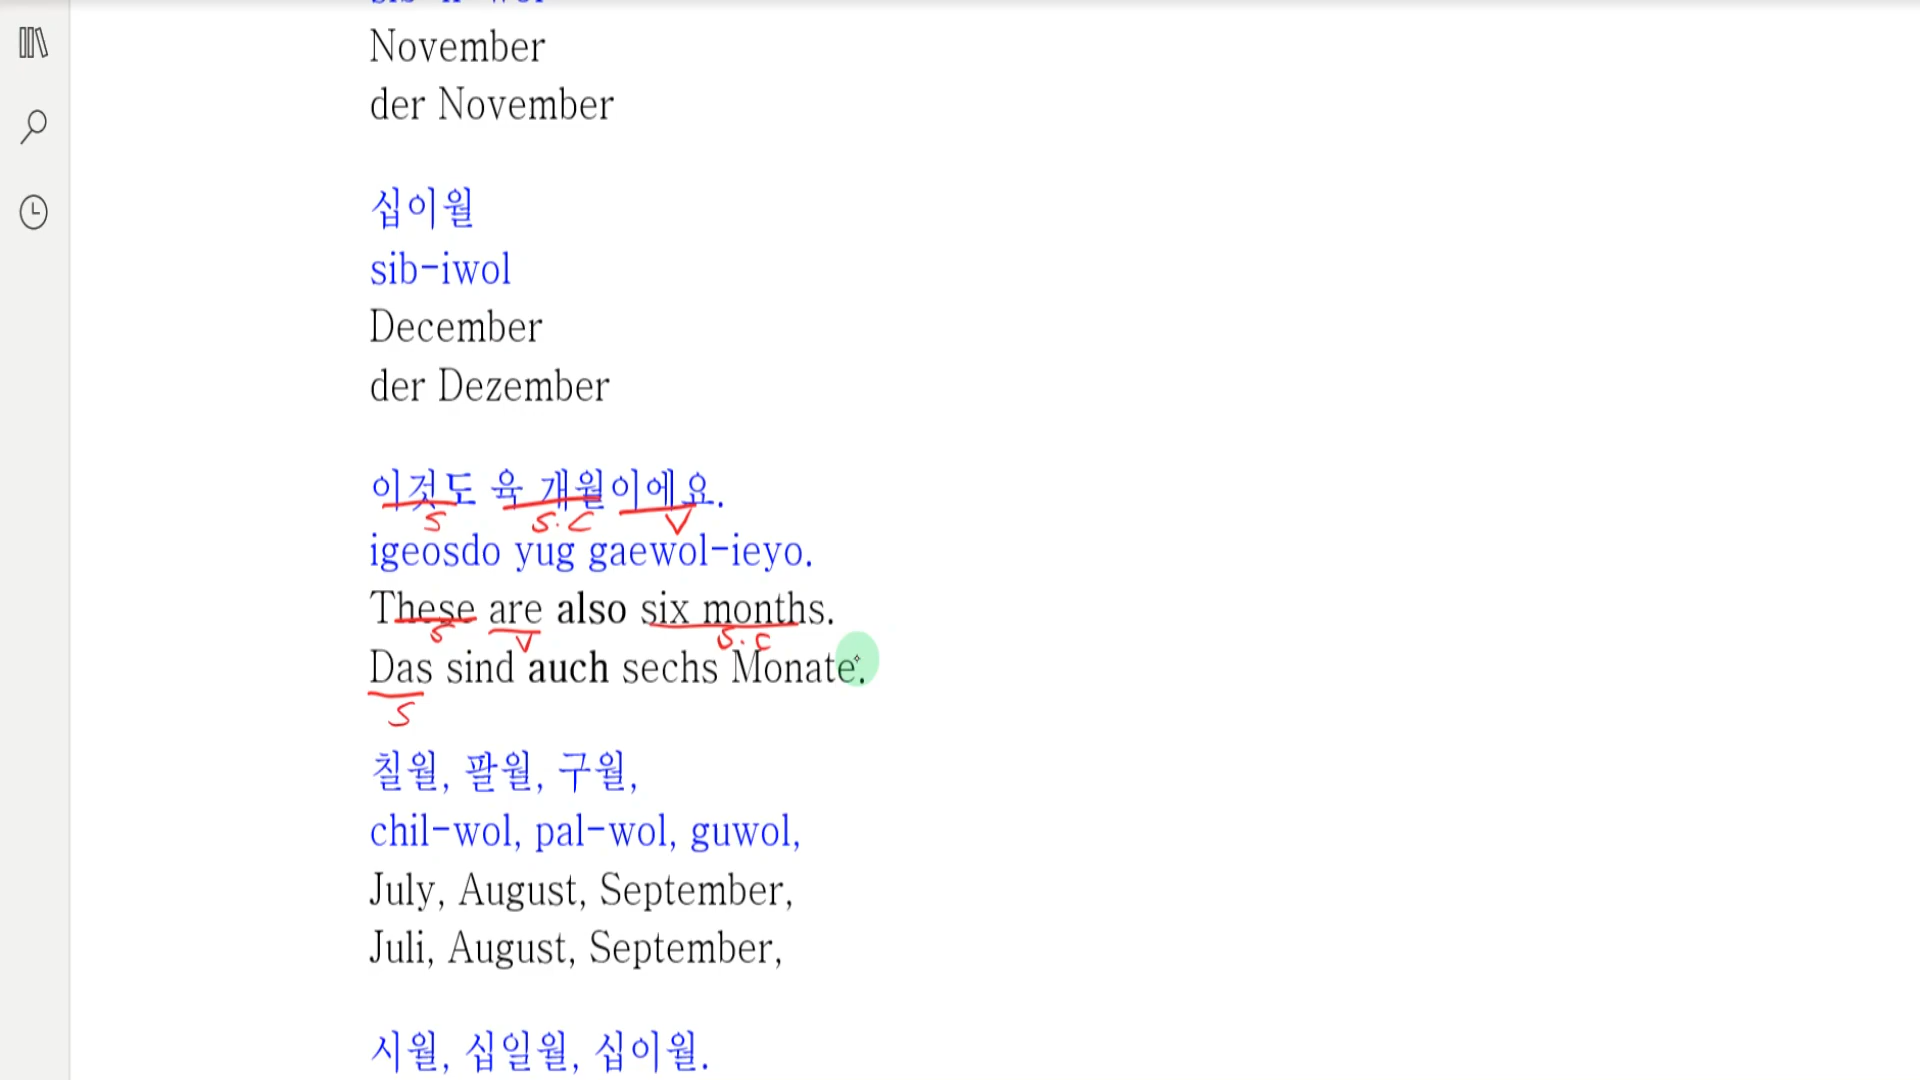 November
der November
십이월
sib-iwol
December
der Dezember
이것도 육 개월이에요.
S S.C V
igeosdo yug gaewol-ieyo.
These are also six months.
S V S.C
Das sind auch sechs Monate.
S
칠월, 팔월, 구월,
chil-wol, pal-wol, guwol,
July, August, September,
Juli, August, September,
시월, 십일월, 십이월.